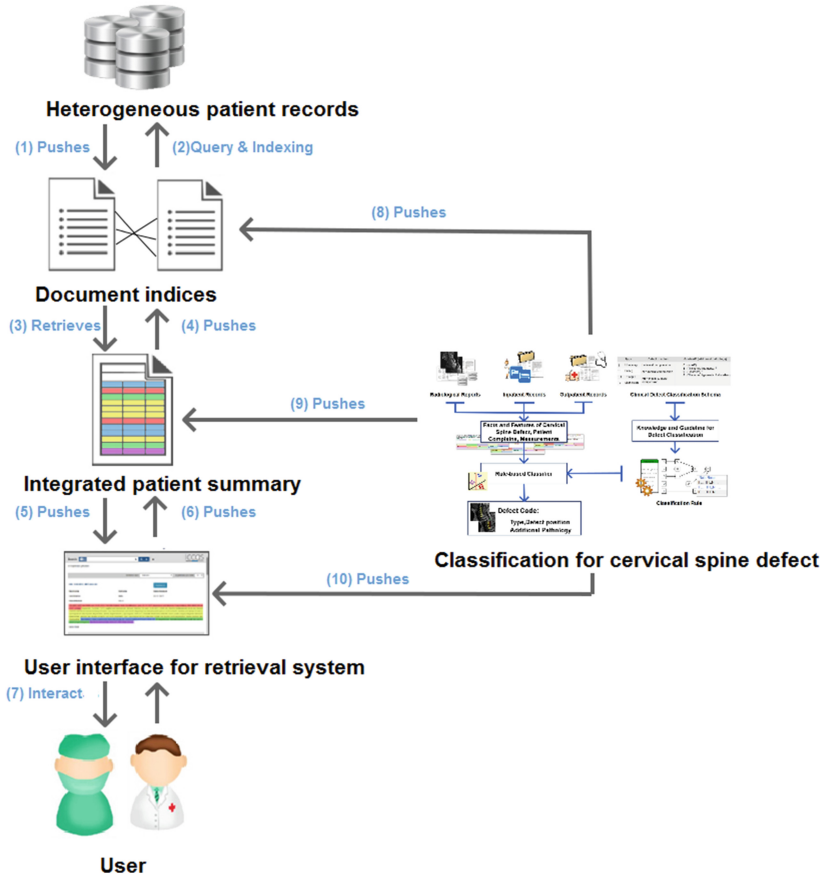 Heterogeneous patient records
(1) Pushes
(2)Query & Indexing
(8) Pushes
Document indices
(3) Retrieves
(4) Pushes
(9) Pushes
Radiological Reports
Inpatient Records
Outpatient Records
Clinical Defect Classification Schema
Facts and Features of Cervical
Spine Defect, Patient
Complains, Measurements
Knowledge and Guideline for
Defect Classification
Rule-based Classifier
Classification Rule
Defect Code:
Type,Defect position
Additional Pathology
Integrated patient summary
(5) Pushes
(6) Pushes
Classification for cervical spine defect
(10) Pushes
User interface for retrieval system
(7) Interact
User